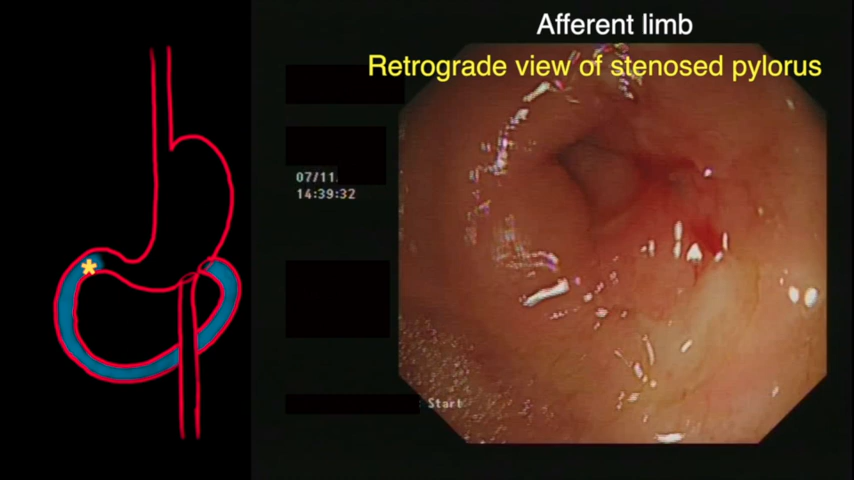 Afferent limb
Retrograde view of stenosed pylorus
07/11
14:39:32
Start